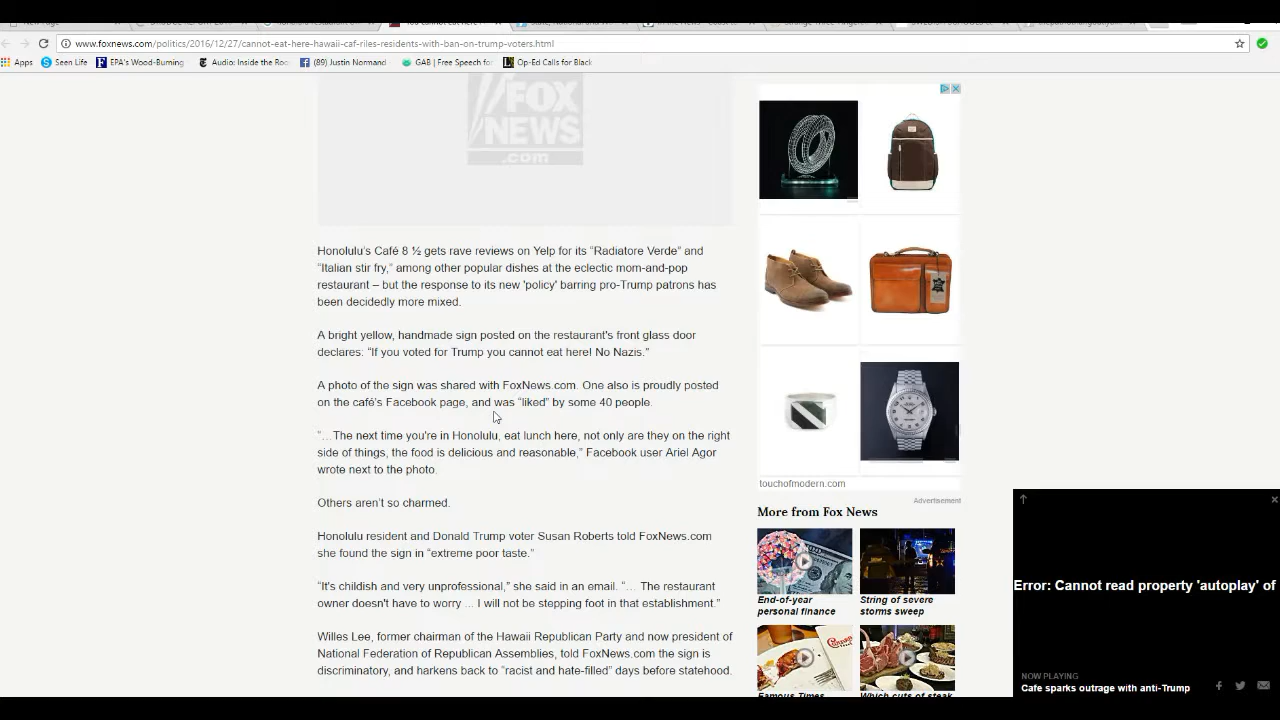 www.foxnews.com/politics/2016/12/27/cannot-eat-here-hawaii-caf-riles-residents-with-ban-on-trump-voters.html
Apps Seen Life EPA's Wood-Burning Audio: Inside the Roo (89) Justin Normand GAB | Free Speech for Op-Ed Calls for Black
FOX
NEWS
.com
Honolulu's Café 8 ½ gets rave reviews on Yelp for its “Radiatore Verde” and
“Italian stir fry,” among other popular dishes at the eclectic mom-and-pop
restaurant – but the response to its new 'policy' barring pro-Trump patrons has
been decidedly more mixed.
A bright yellow, handmade sign posted on the restaurant's front glass door
declares: “If you voted for Trump you cannot eat here! No Nazis.”
A photo of the sign was shared with FoxNews.com. One also is proudly posted
on the café's Facebook page, and was “liked” by some 40 people.
“…The next time you're in Honolulu, eat lunch here, not only are they on the right
side of things, the food is delicious and reasonable,” Facebook user Ariel Agor
wrote next to the photo.
Others aren't so charmed.
Honolulu resident and Donald Trump voter Susan Roberts told FoxNews.com
she found the sign in “extreme poor taste.”
“It's childish and very unprofessional,” she said in an email. “… The restaurant
owner doesn't have to worry ... I will not be stepping foot in that establishment.”
Willes Lee, former chairman of the Hawaii Republican Party and now president of
National Federation of Republican Assemblies, told FoxNews.com the sign is
discriminatory, and harkens back to “racist and hate-filled” days before statehood.
touchofmodern.com
Advertisement
More from Fox News
End-of-year
personal finance
String of severe
storms sweep
Famous Times
Which cuts of steak
Error: Cannot read property 'autoplay' of
NOW PLAYING
Cafe sparks outrage with anti-Trump